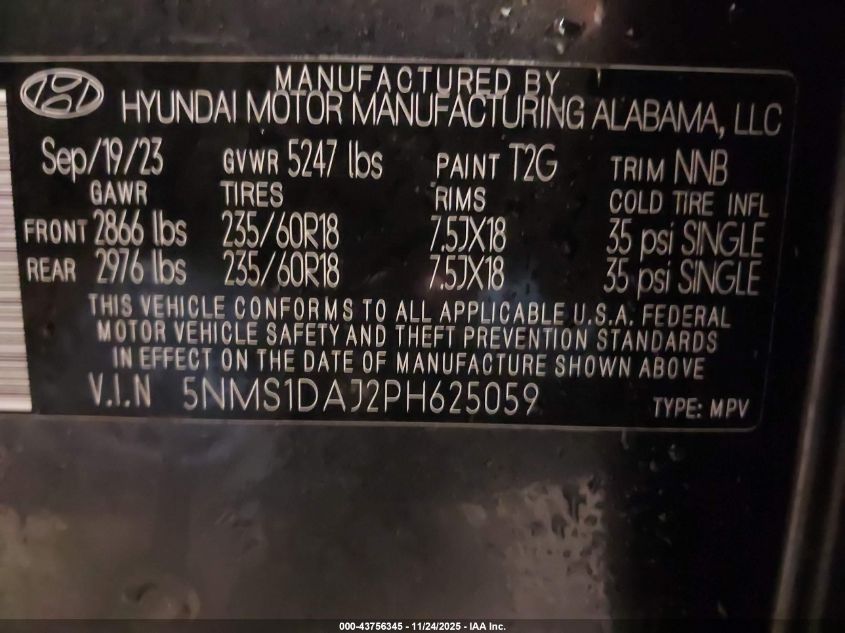 MANUFACTURED BY
HYUNDAI MOTOR MANUFACTURING ALABAMA, LLC
Sep/19/23 GVWR 5247 lbs PAINT T2G TRIM NNB
GAWR TIRES RIMS COLD TIRE INFL
FRONT 2866 lbs 235/60R18 7.5JX18 35 psi SINGLE
REAR 2976 lbs 235/60R18 7.5JX18 35 psi SINGLE
THIS VEHICLE CONFORMS TO ALL APPLICABLE U.S.A. FEDERAL
MOTOR VEHICLE SAFETY AND THEFT PREVENTION STANDARDS
IN EFFECT ON THE DATE OF MANUFACTURE SHOWN ABOVE
V.I.N 5NMS1DAJ2PH625059 TYPE: MPV
000-43756345 - 11/24/2025 - IAA Inc.